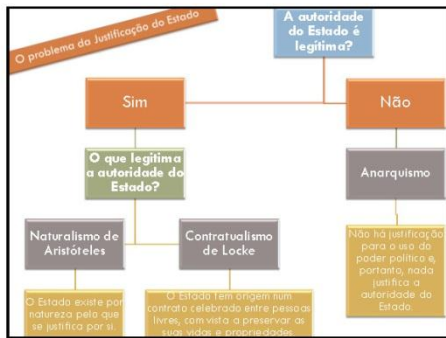 O problema da Justificação do Estado
A autoridade
do Estado é
legítima?
Sim
Não
O que legitima
a autoridade do
Estado?
Anarquismo
Naturalismo de
Aristóteles
Contratualismo
de Locke
Não há justificação
para o uso do
poder político e,
portanto, nada
justifica a
autoridade do
Estado.
O Estado existe por
natureza pelo que
se justifica por si.
O Estado tem origem num
contrato celebrado entre pessoas
livres, com vista a preservar as
suas vidas e propriedades